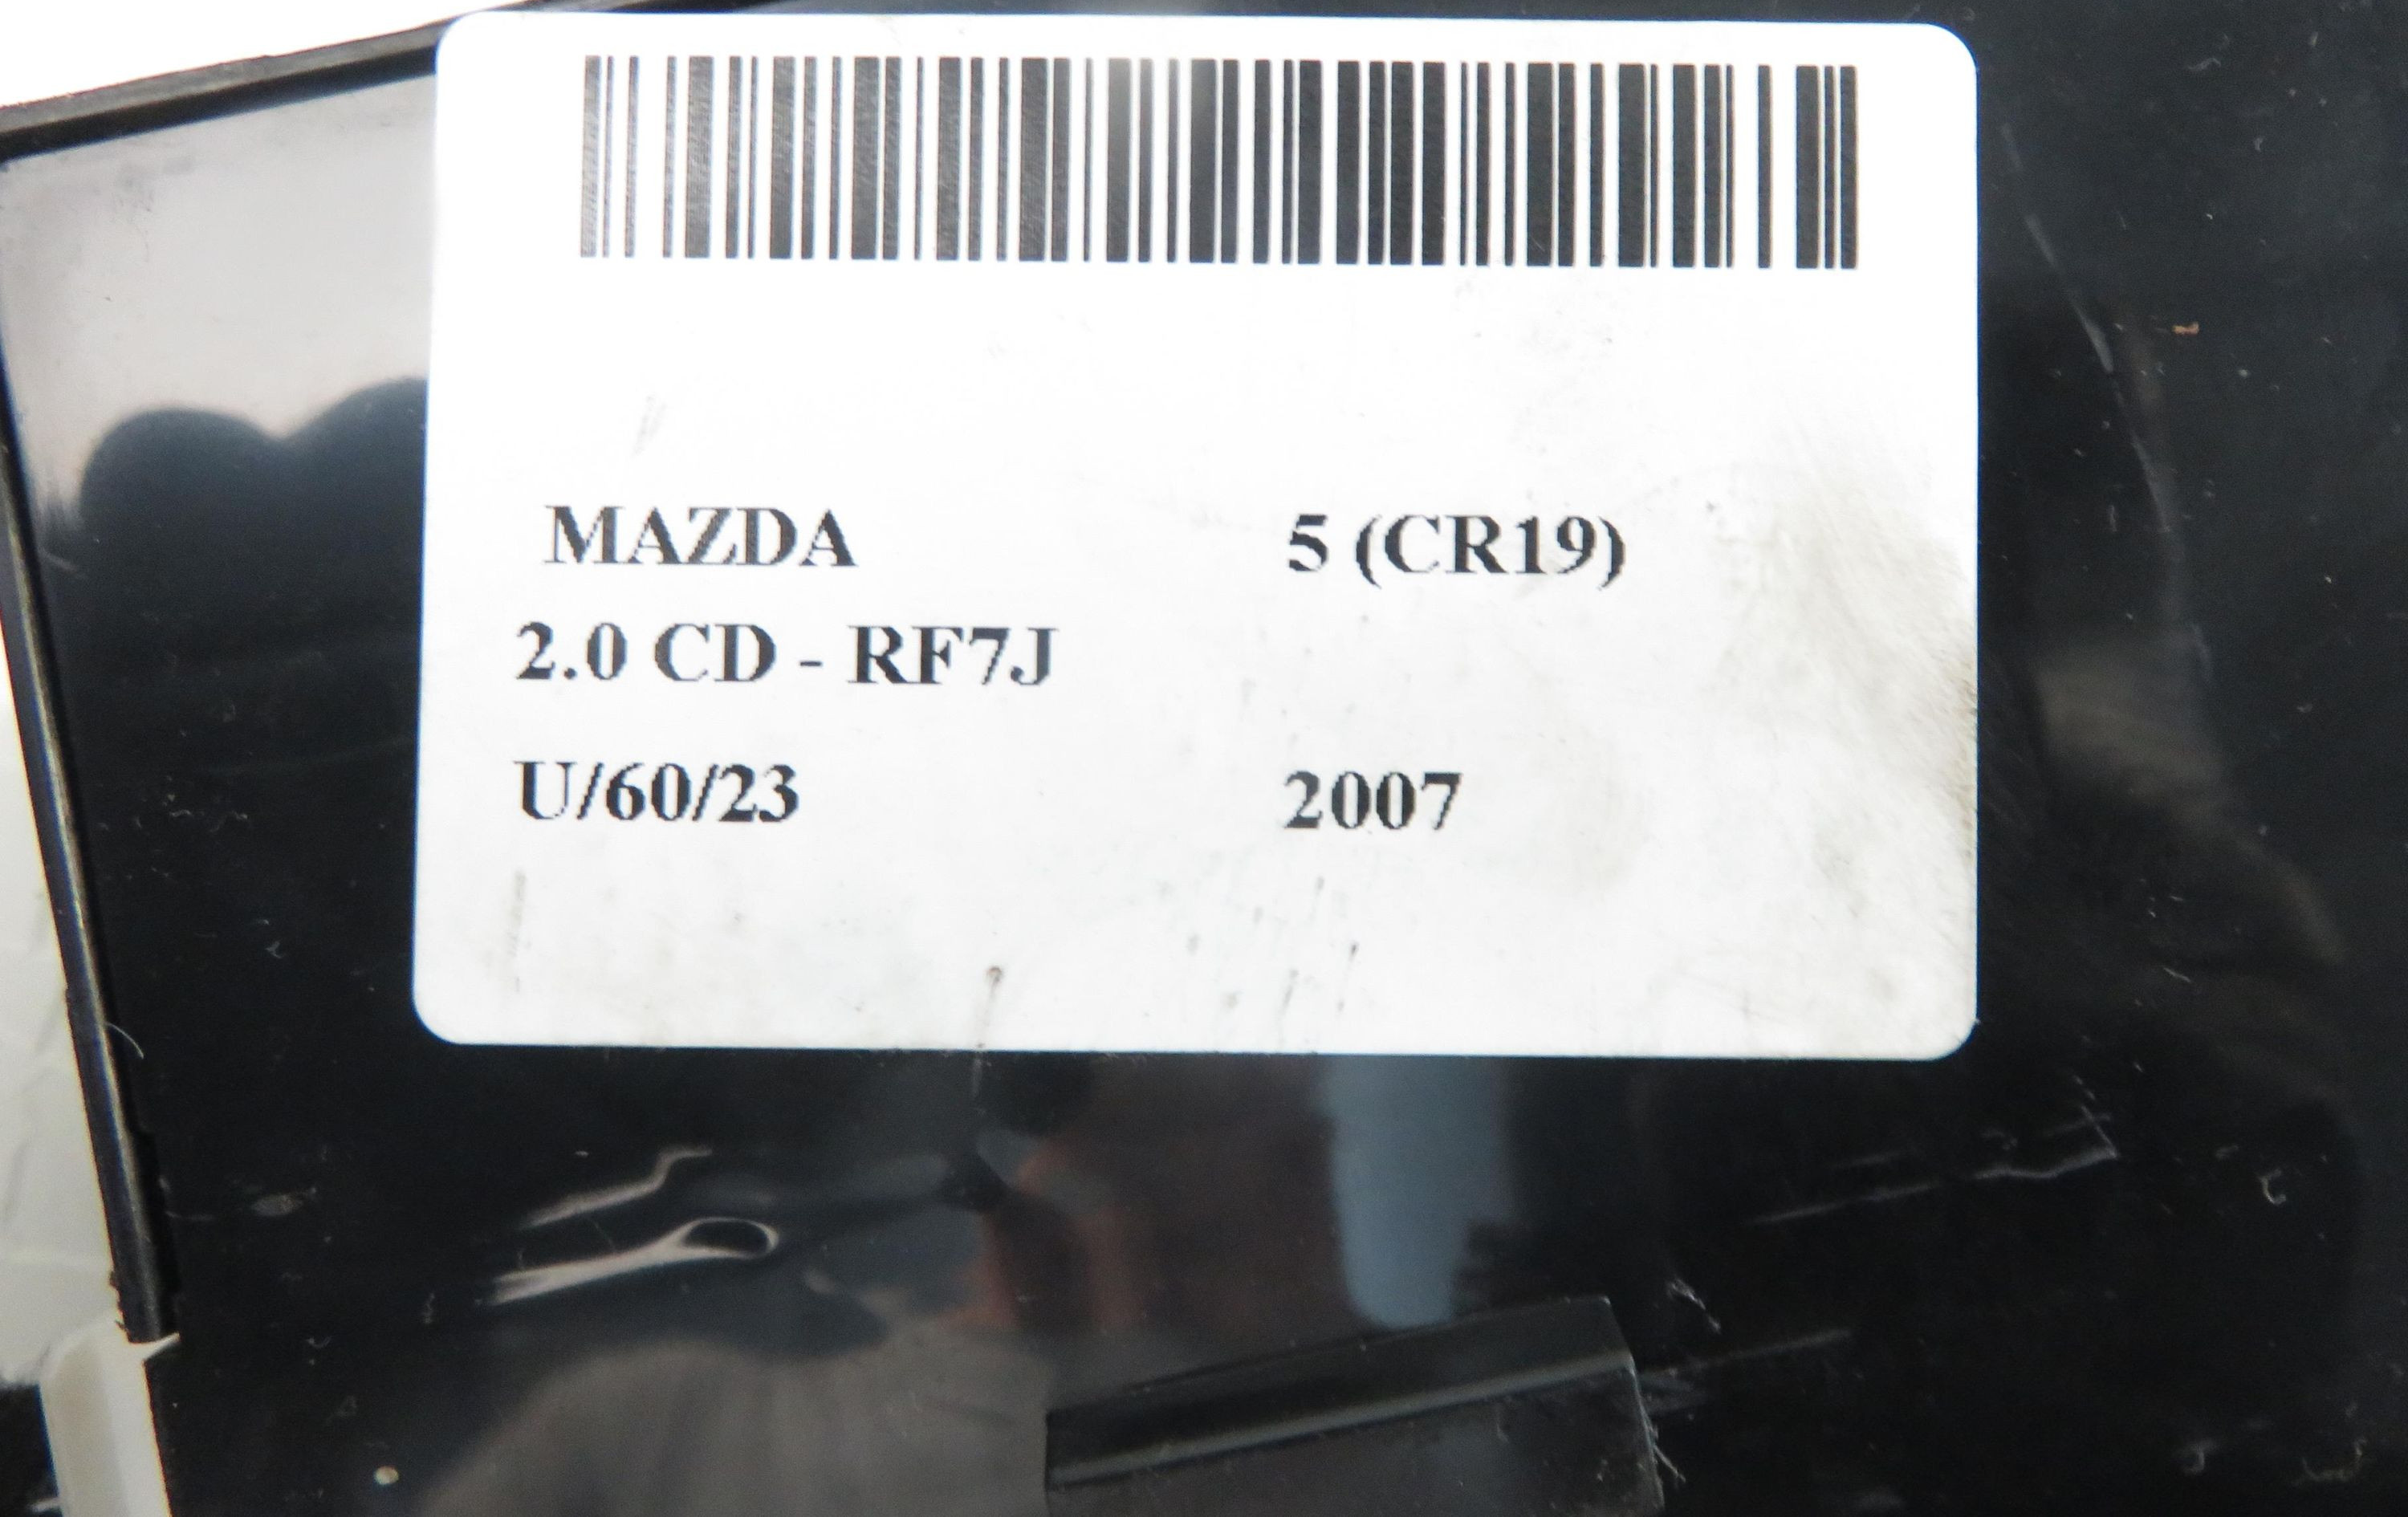 MAZDA 5 (CR19)
2.0 CD - RF7J
U/60/23 2007